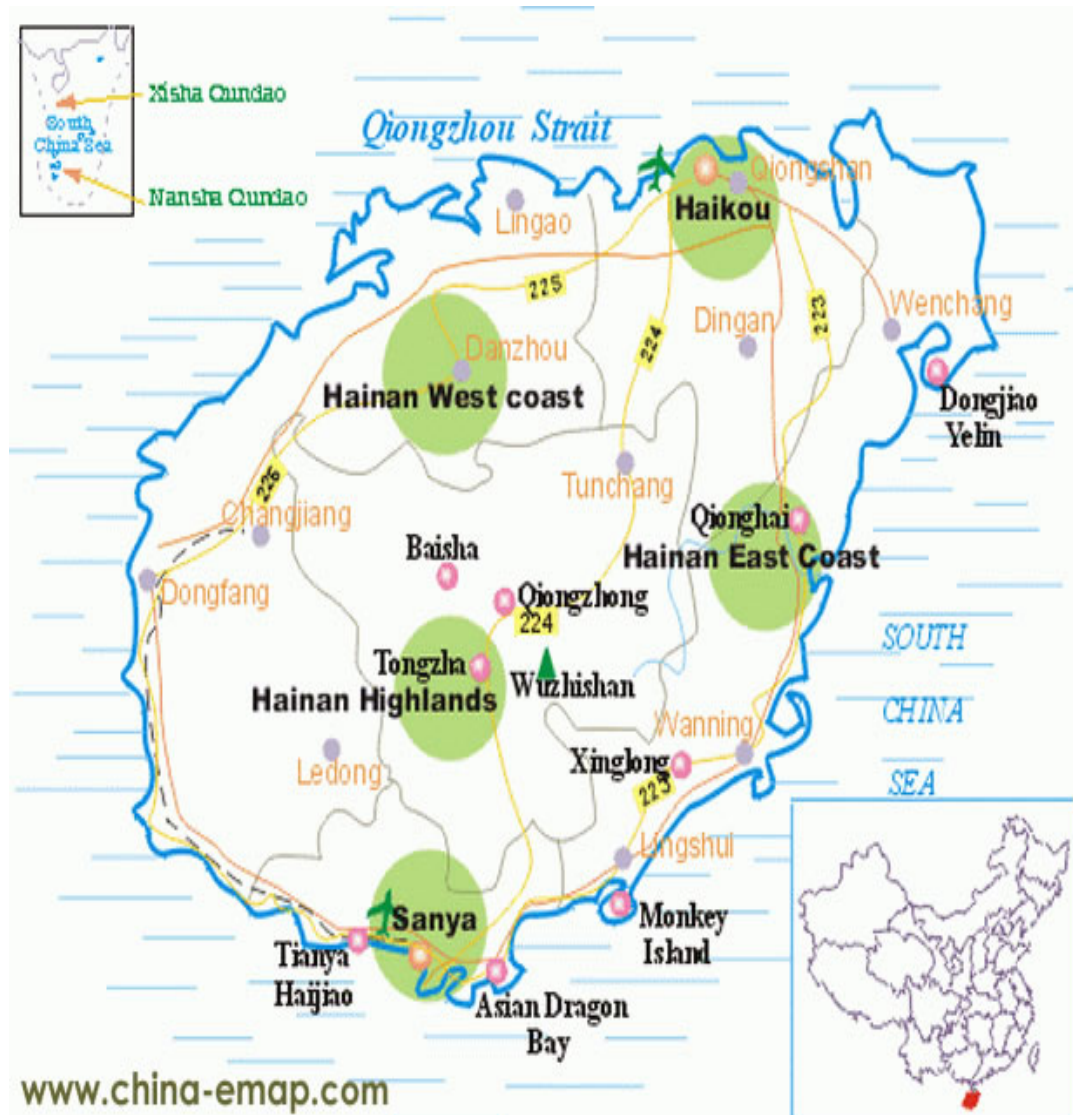 Xisha Qundao
South
China Sea
Nansha Qundao
Qiongzhou Strait
Qiongshan
Haikou
Lingao
225
223
224
Wenchang
Dingan
Danzhou
Hainan West coast
Dongjiao
Yelin
226
Tunchang
Changjiang
Qionghai
Hainan East Coast
Baisha
Dongfang
Qiongzhong
224
SOUTH
CHINA
SEA
Tongzha
Wuzhishan
Hainan Highlands
Wanning
Ledong
Xinglong
223
Lingshui
Sanya
Monkey
Island
Tianya
Haijiao
Asian Dragon
Bay
www.china-emap.com